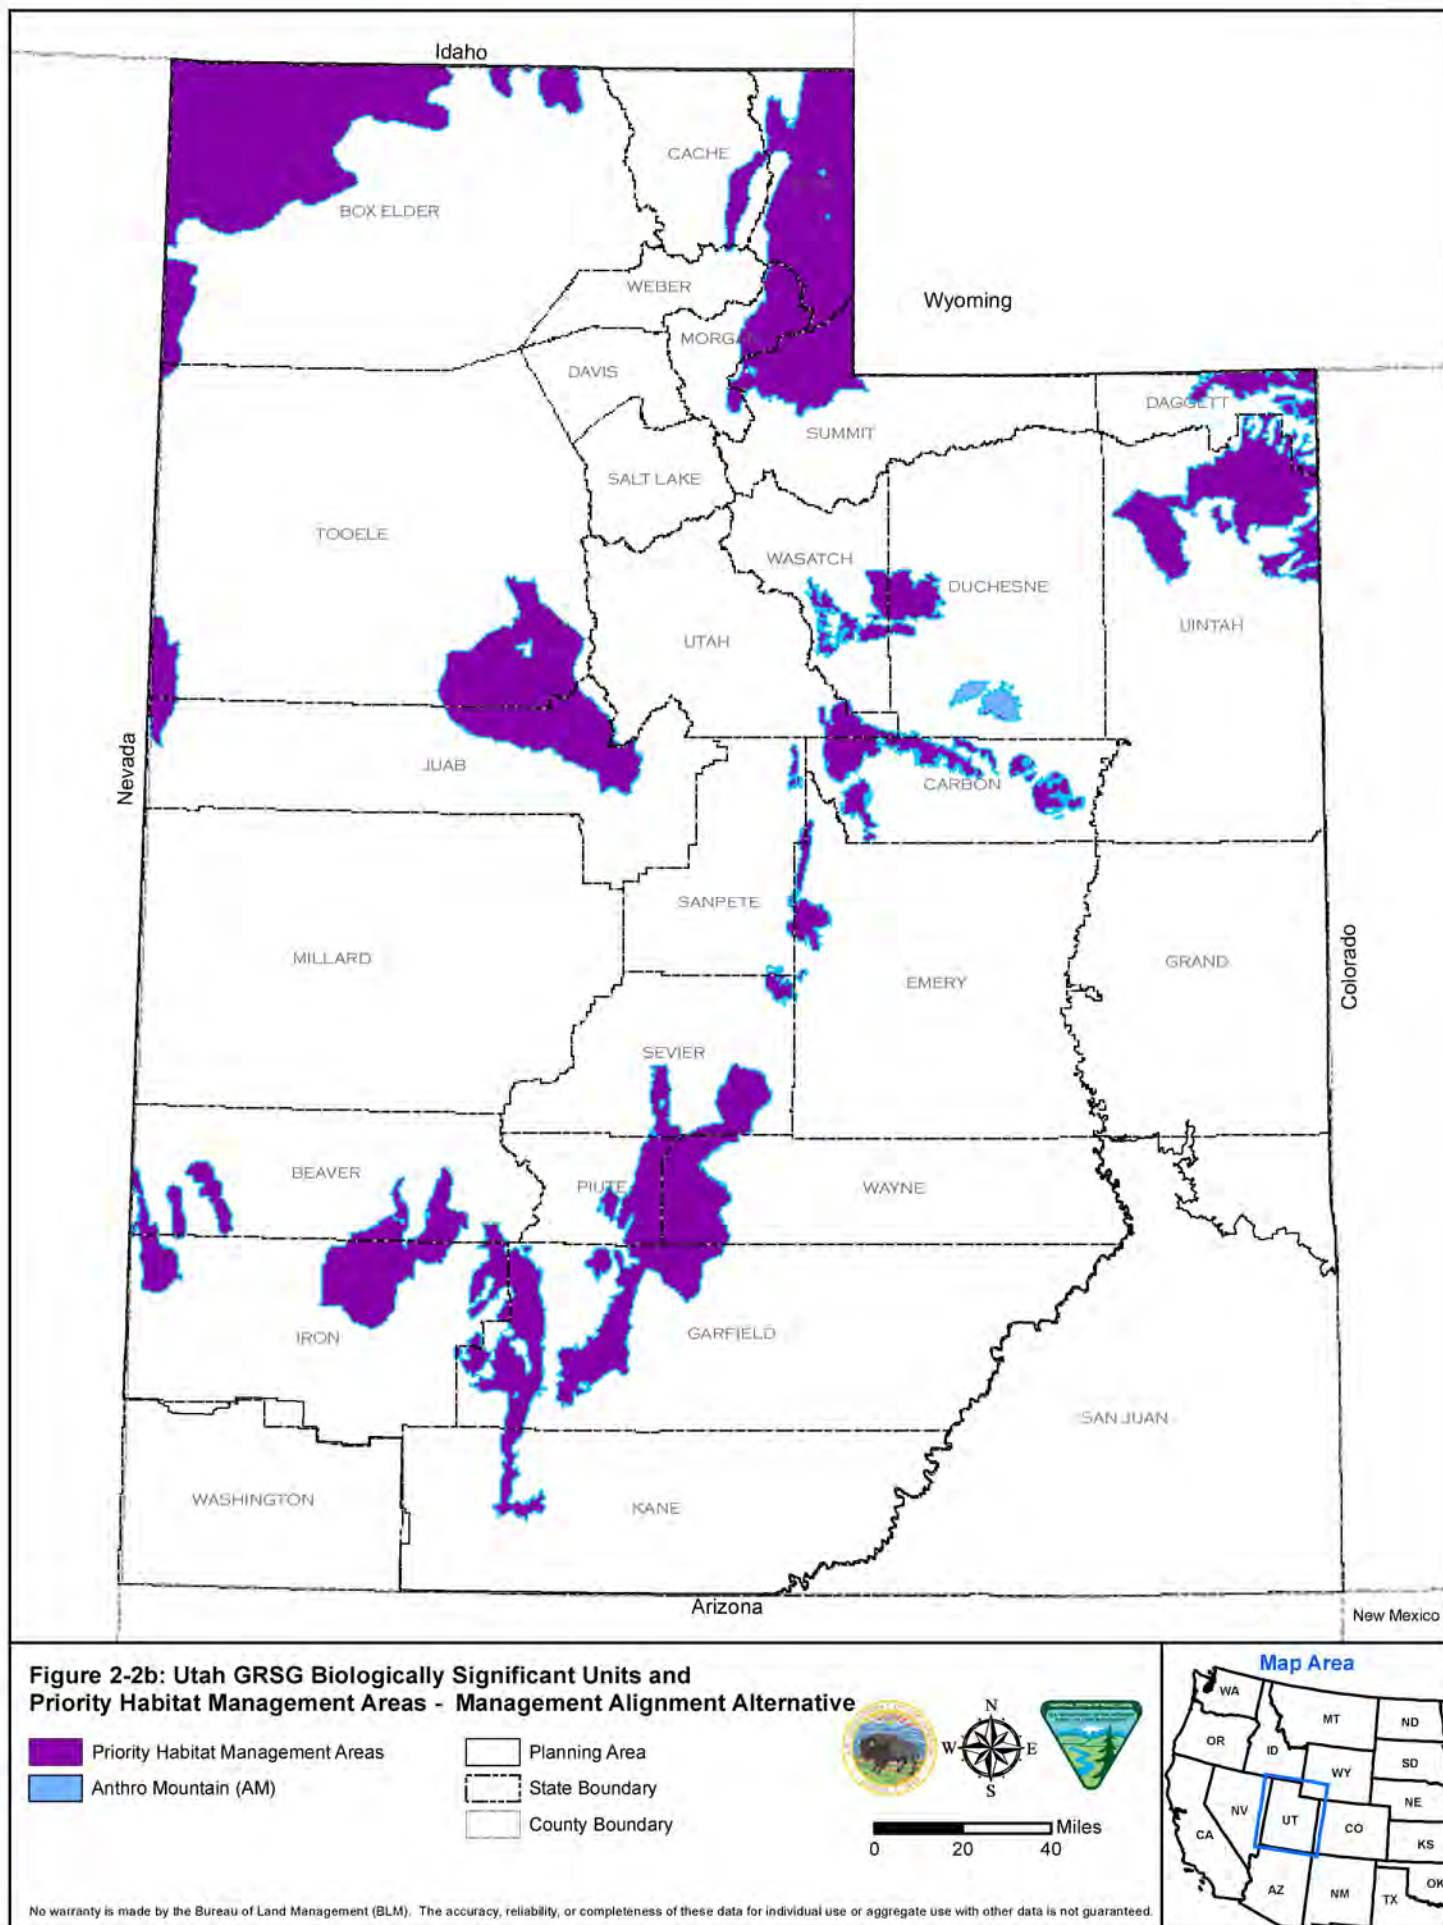 Idaho
CACHE
BOX ELDER
WEBER
Wyoming
MORGAN
DAVIS
DAGGETT
SUMMIT
SALT LAKE
TOOELE
WASATCH
DUCHESNE
UINTAH
UTAH
Nevada
JUAB
CARBON
SANPETE
MILLARD
EMERY
GRAND
Colorado
SEVIER
BEAVER
PIUTE
WAYNE
IRON
GARFIELD
SAN JUAN
WASHINGTON
KANE
Arizona
New Mexico
Figure 2-2b: Utah GRSG Biologically Significant Units and
Priority Habitat Management Areas - Management Alignment Alternative
Priority Habitat Management Areas
Anthro Mountain (AM)
Planning Area
State Boundary
County Boundary
N
W E
S
Miles
0 20 40
Map Area
WA
MT
ND
OR
ID
SD
WY
NE
NV
UT
CO
CA
KS
AZ
NM
TX
OK
No warranty is made by the Bureau of Land Management (BLM). The accuracy, reliability, or completeness of these data for individual use or aggregate use with other data is not guaranteed.